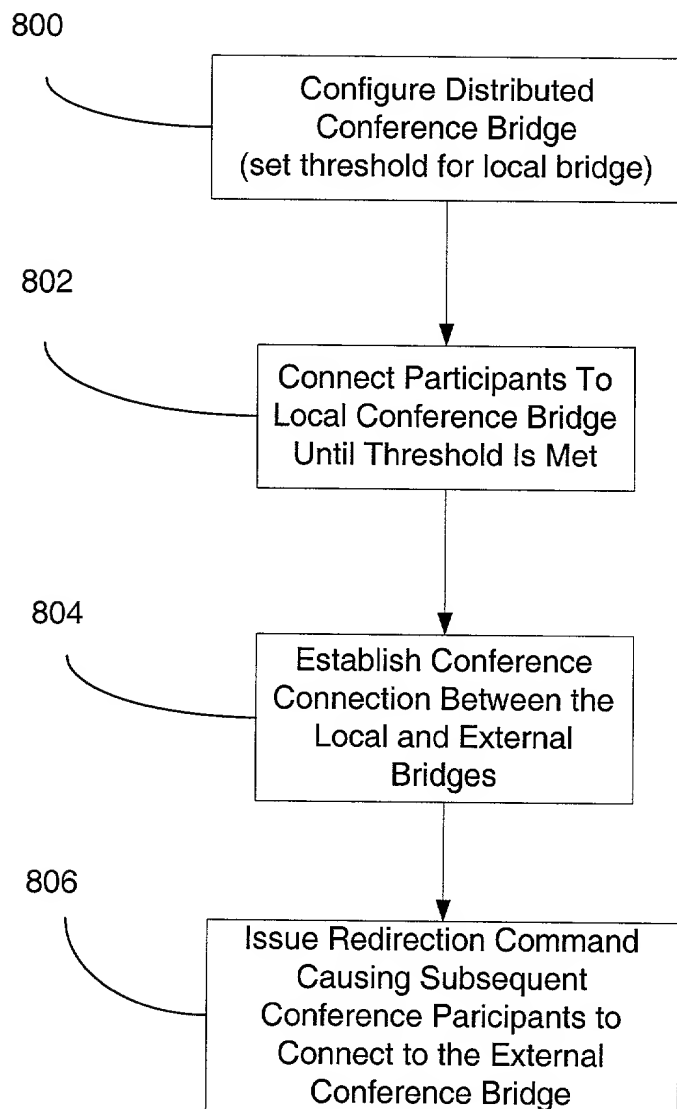 800
Configure Distributed
Conference Bridge
(set threshold for local bridge)
802
Connect Participants To
Local Conference Bridge
Until Threshold Is Met
804
Establish Conference
Connection Between the
Local and External
Bridges
806
Issue Redirection Command
Causing Subsequent
Conference Paricipants to
Connect to the External
Conference Bridge